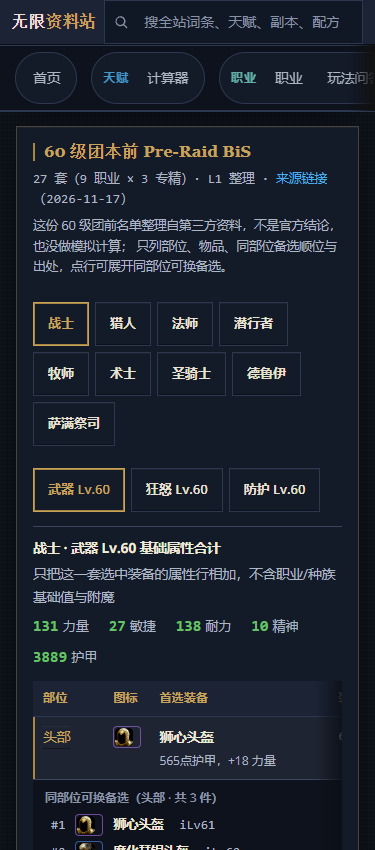 无限资料站
搜全站词条、天赋、副本、配方
首页 天赋 计算器 职业 职业 玩法问
60 级团本前 Pre-Raid BiS
27 套（9 职业 × 3 专精）· L1 整理 · 来源链接
（2026-11-17）
这份 60 级团前名单整理自第三方资料，不是官方结论，
也没做模拟计算； 只列部位、物品、同部位备选顺位与
出处，点行可展开同部位可换备选。
战士 猎人 法师 潜行者
牧师 术士 圣骑士 德鲁伊
萨满祭司
武器 Lv.60 狂怒 Lv.60 防护 Lv.60
战士 · 武器 Lv.60 基础属性合计
只把这一套选中装备的属性行相加，不含职业/种族
基础值与附魔
131 力量 27 敏捷 138 耐力 10 精神
3889 护甲
部位 图标 首选装备
头部 狮心头盔
565点护甲，+18 力量
同部位可换备选（头部 · 共 3 件）
#1 狮心头盔 iLv61